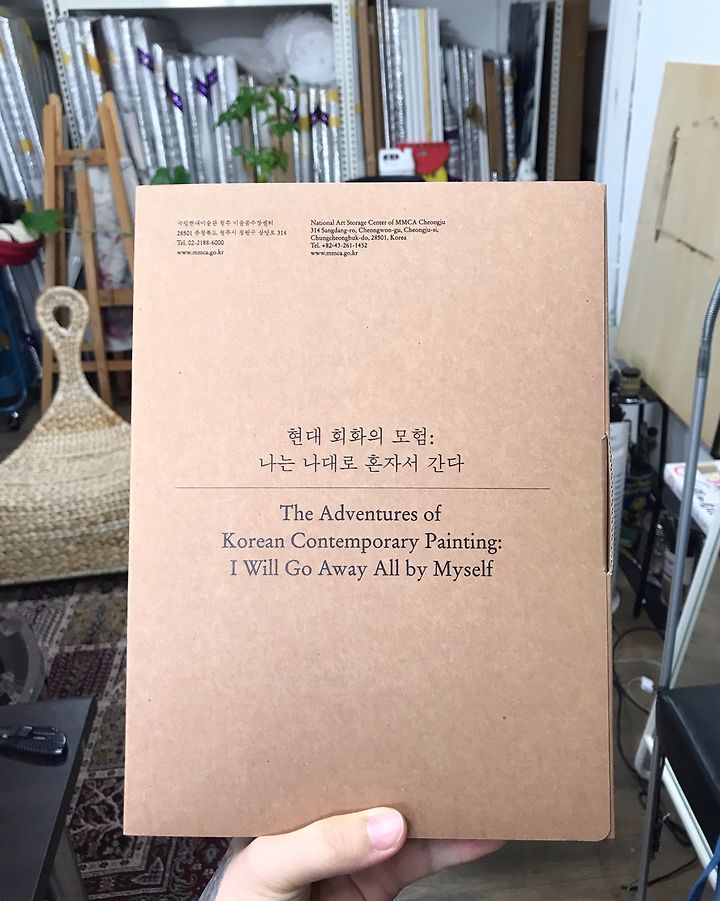 국립현대미술관 청주 미술품수장센터
28501 충청북도 청주시 청원구 상당로 314
Tel. 02-2188-6000
www.mmca.go.kr
National Art Storage Center of MMCA Cheongju
314 Sangdang-ro, Cheongwon-gu, Cheongju-si,
Chungcheongbuk-do, 28501, Korea
Tel. +82-43-261-1452
www.mmca.go.kr
현대 회화의 모험:
나는 나대로 혼자서 간다
The Adventures of
Korean Contemporary Painting:
I Will Go Away All by Myself